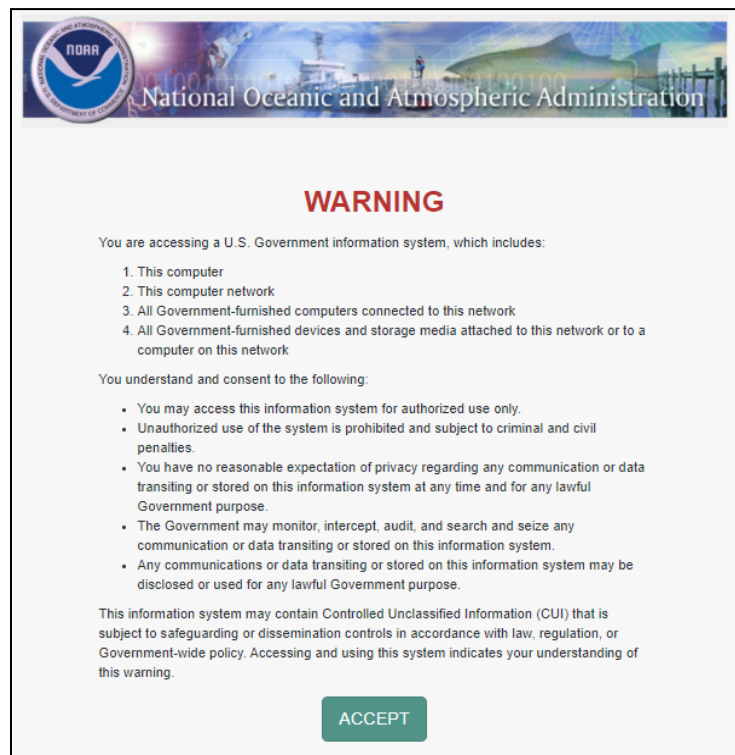 NOAA
NATIONAL OCEANIC AND ATMOSPHERIC ADMINISTRATION
U.S. DEPARTMENT OF COMMERCE
National Oceanic and Atmospheric Administration
WARNING
You are accessing a U.S. Government information system, which includes:
1. This computer
2. This computer network
3. All Government-furnished computers connected to this network
4. All Government-furnished devices and storage media attached to this network or to a
computer on this network
You understand and consent to the following:
• You may access this information system for authorized use only.
• Unauthorized use of the system is prohibited and subject to criminal and civil
penalties.
• You have no reasonable expectation of privacy regarding any communication or data
transiting or stored on this information system at any time and for any lawful
Government purpose.
• The Government may monitor, intercept, audit, and search and seize any
communication or data transiting or stored on this information system.
• Any communications or data transiting or stored on this information system may be
disclosed or used for any lawful Government purpose.
This information system may contain Controlled Unclassified Information (CUI) that is
subject to safeguarding or dissemination controls in accordance with law, regulation, or
Government-wide policy. Accessing and using this system indicates your understanding of
this warning.
ACCEPT